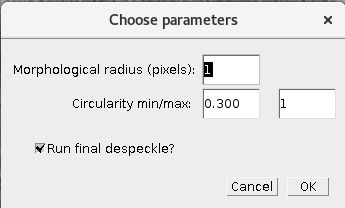 Choose parameters ×
Morphological radius (pixels): 1
Circularity min/max: 0.300 1
Run final despeckle?
Cancel OK